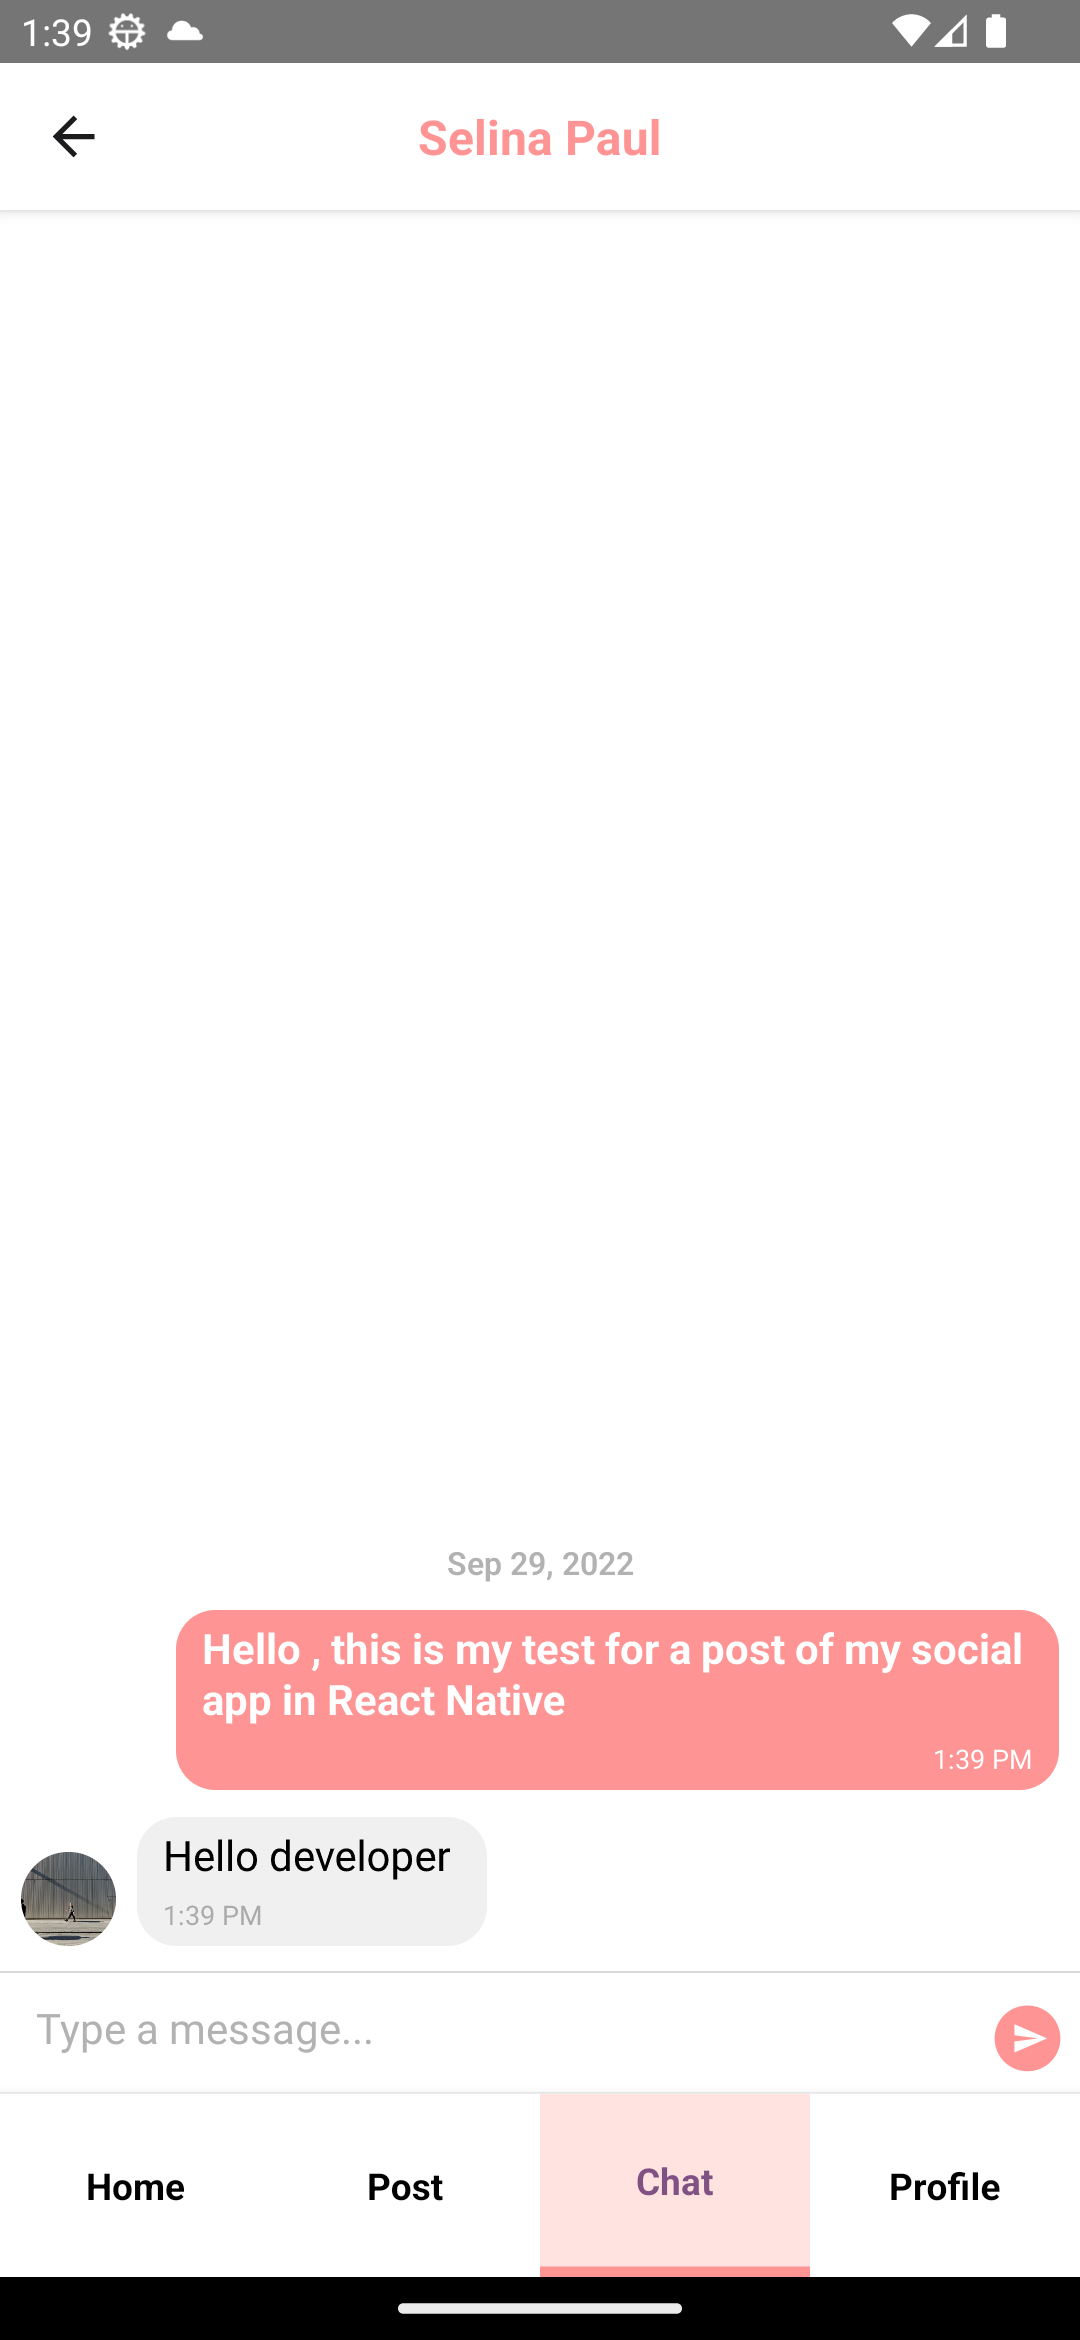 1:39
Selina Paul
Sep 29, 2022
Hello , this is my test for a post of my social
app in React Native
1:39 PM
Hello developer
1:39 PM
Type a message...
Home
Post
Chat
Profile